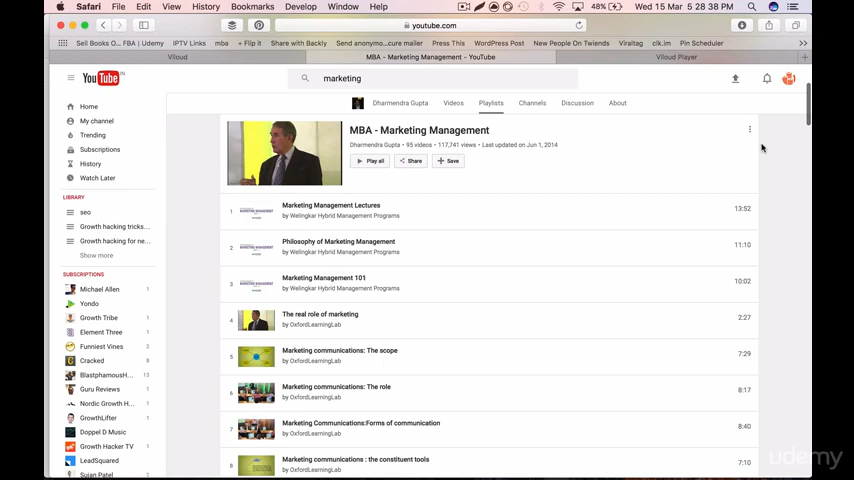 Safari File Edit View History Bookmarks Develop Window Help 48% Wed 15 Mar 5 28 38 PM
youtube.com
Sell Books O... FBA | Udemy IPTV Links mba + Flip it Share with Backly Send anonymo...cure mailer Press This WordPress Post New People On Twiends Viraltag clk.im Pin Scheduler
Viloud MBA - Marketing Management - YouTube Viloud Player
YouTube IN marketing
Dharmendra Gupta Videos Playlists Channels Discussion About
Home
My channel
Trending
Subscriptions
History
Watch Later
LIBRARY
seo
Growth hacking tricks...
Growth hacking for ne...
Show more
SUBSCRIPTIONS
Michael Allen 1
Yondo
Growth Tribe 1
Element Three 1
Funniest Vines 2
Cracked 8
BlastphamousH... 13
Guru Reviews 1
Nordic Growth H... 1
GrowthLifter 1
Doppel D Music
Growth Hacker TV 1
LeadSquared
Sujan Patel
MBA - Marketing Management
Dharmendra Gupta • 95 videos • 117,741 views • Last updated on Jun 1, 2014
Play all Share Save
1 Marketing Management Lectures 13:52
by Welingkar Hybrid Management Programs
2 Philosophy of Marketing Management 11:10
by Welingkar Hybrid Management Programs
3 Marketing Management 101 10:02
by Welingkar Hybrid Management Programs
4 The real role of marketing 2:27
by OxfordLearningLab
5 Marketing communications: The scope 7:29
by OxfordLearningLab
6 Marketing communications: The role 8:17
by OxfordLearningLab
7 Marketing Communications:Forms of communication 8:40
by OxfordLearningLab
8 Marketing communications : the constituent tools 7:10
by OxfordLearningLab
udemy